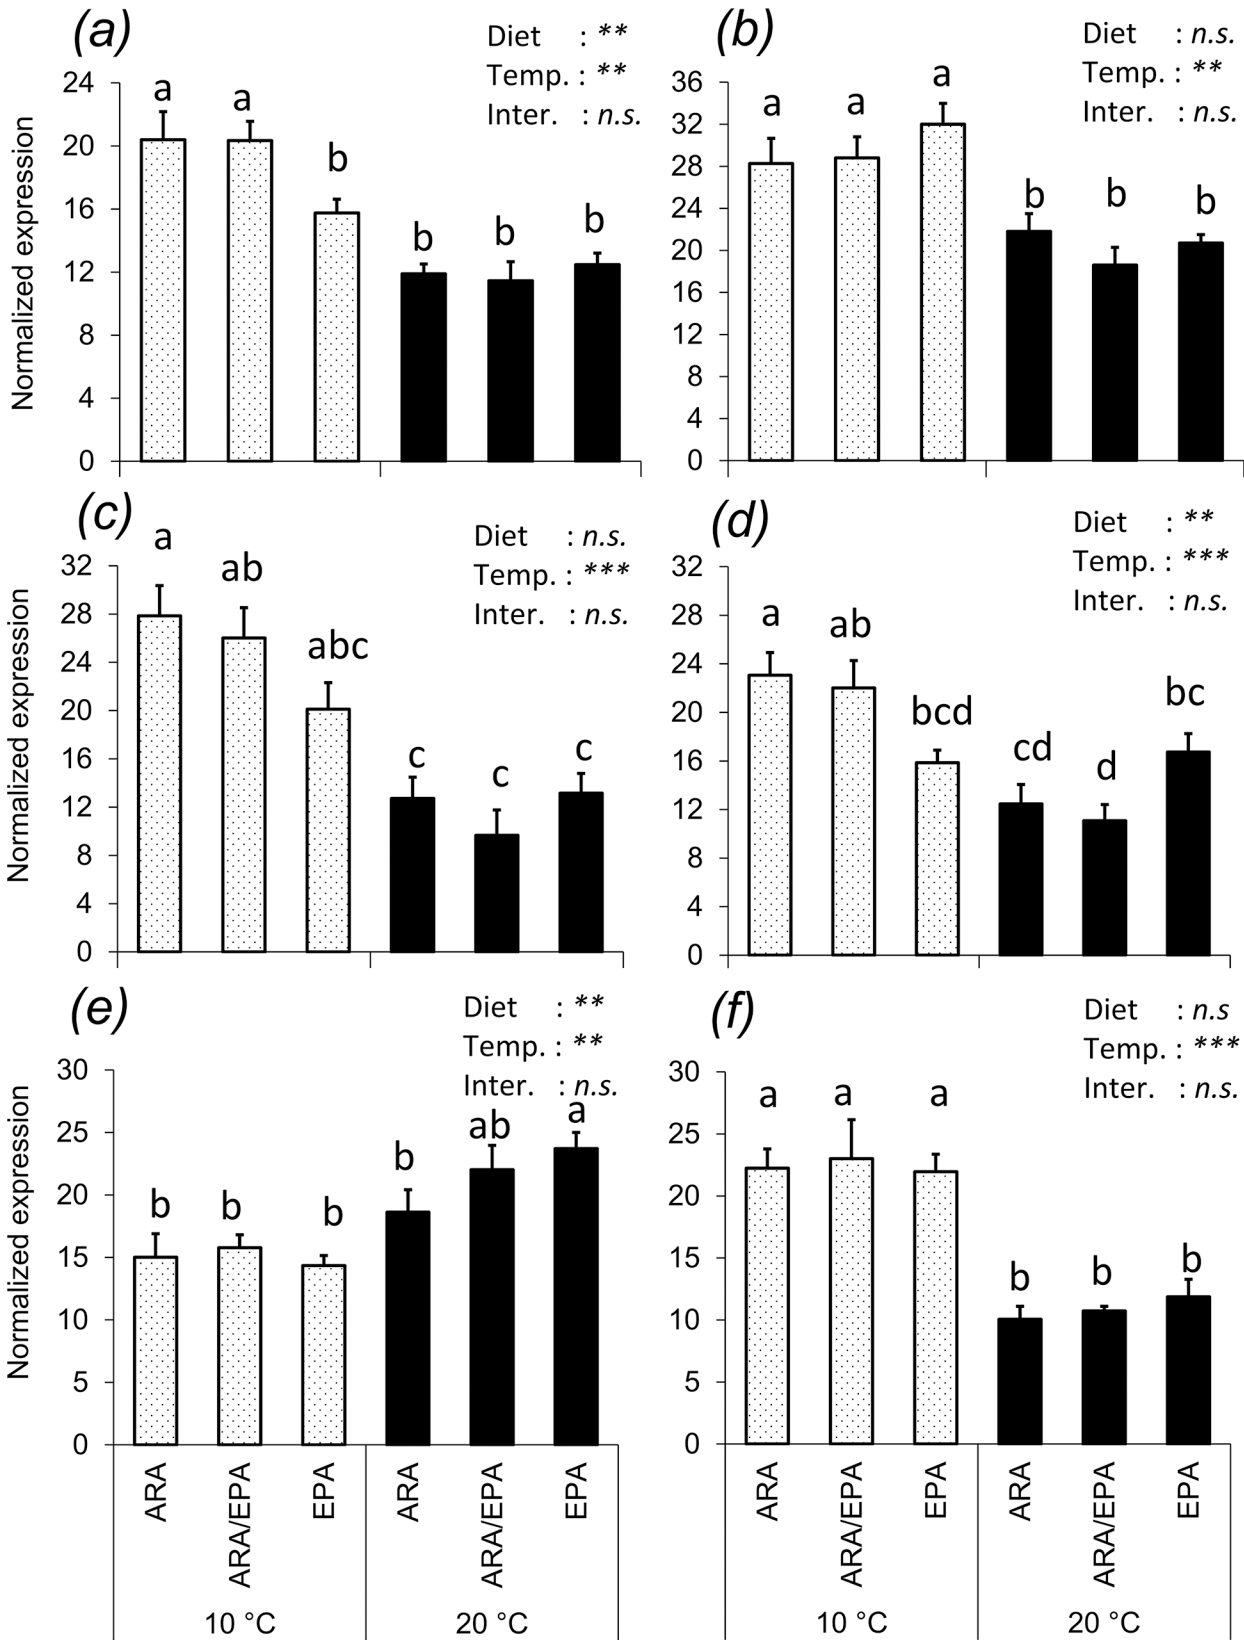 (a)
Diet : **
Temp. : **
Inter. : n.s.
Normalized expression
24
20
16
12
8
4
0
a
a
b
b
b
b
(b)
Diet : n.s.
Temp. : **
Inter. : n.s.
36
32
28
24
20
16
12
8
4
0
a
a
a
b
b
b
(c)
Diet : n.s.
Temp. : ***
Inter. : n.s.
Normalized expression
32
28
24
20
16
12
8
4
0
a
ab
abc
c
c
c
(d)
Diet : **
Temp. : ***
Inter. : n.s.
32
28
24
20
16
12
8
4
0
a
ab
bcd
cd
d
bc
(e)
Diet : **
Temp. : **
Inter. : n.s.
Normalized expression
30
25
20
15
10
5
0
b
b
b
b
ab
a
ARA
ARA/EPA
EPA
ARA
ARA/EPA
EPA
10 °C
20 °C
(f)
Diet : n.s
Temp. : ***
Inter. : n.s.
30
25
20
15
10
5
0
a
a
a
b
b
b
ARA
ARA/EPA
EPA
ARA
ARA/EPA
EPA
10 °C
20 °C